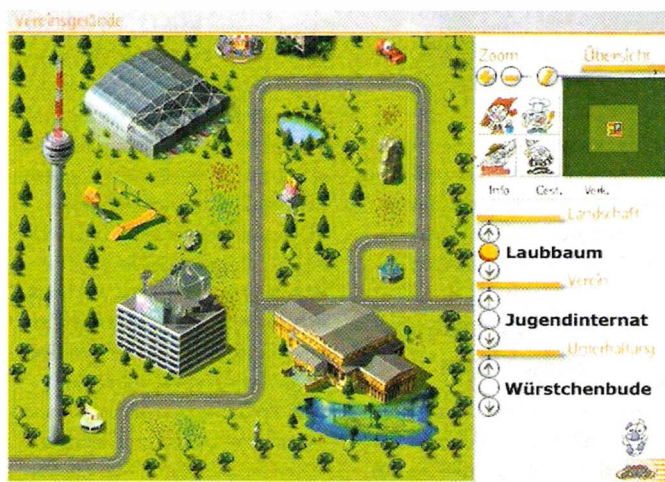 Vereinsgelände
Zoom
Übersicht
Info
Gest.
Verk.
Landschaft
Laubbaum
Verein
Jugendinternat
Unterhaltung
Würstchenbude